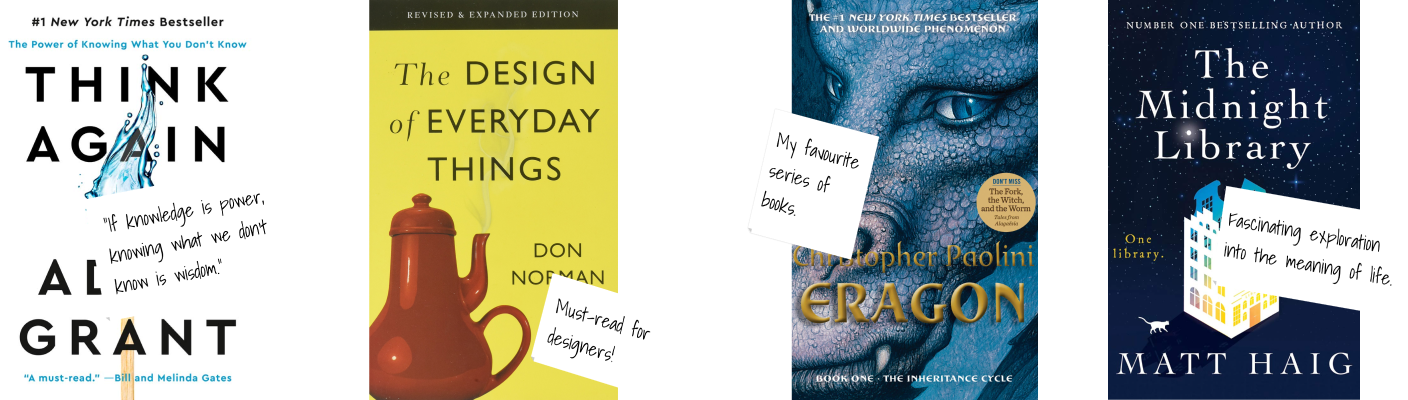 #1 New York Times Bestseller
The Power of Knowing What You Don't Know
THINK
AGAIN
"If knowledge is power,
knowing what we don't
know is wisdom."
GRANT
"A must-read." —Bill and Melinda Gates
REVISED & EXPANDED EDITION
The DESIGN
of EVERYDAY
THINGS
DON
NORMAN
Must-read for
designers!
THE #1 NEW YORK TIMES BESTSELLER
AND WORLDWIDE PHENOMENON
My favourite
series of
books.
DON'T MISS
The Fork,
the Witch,
and the Worm
Tales from
Alagaësia
Christopher Paolini
ERAGON
BOOK ONE · THE INHERITANCE CYCLE
NUMBER ONE BESTSELLING AUTHOR
The
Midnight
Library
One
library.
Fascinating exploration
into the meaning of life.
MATT HAIG